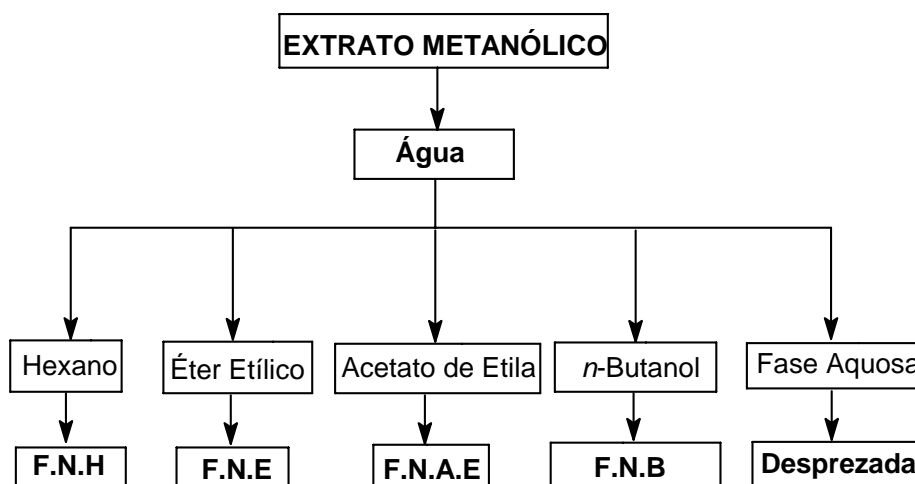 EXTRATO METANÓLICO
Água
Hexano
Éter Etílico
Acetato de Etila
n-Butanol
Fase Aquosa
F.N.H
F.N.E
F.N.A.E
F.N.B
Desprezada